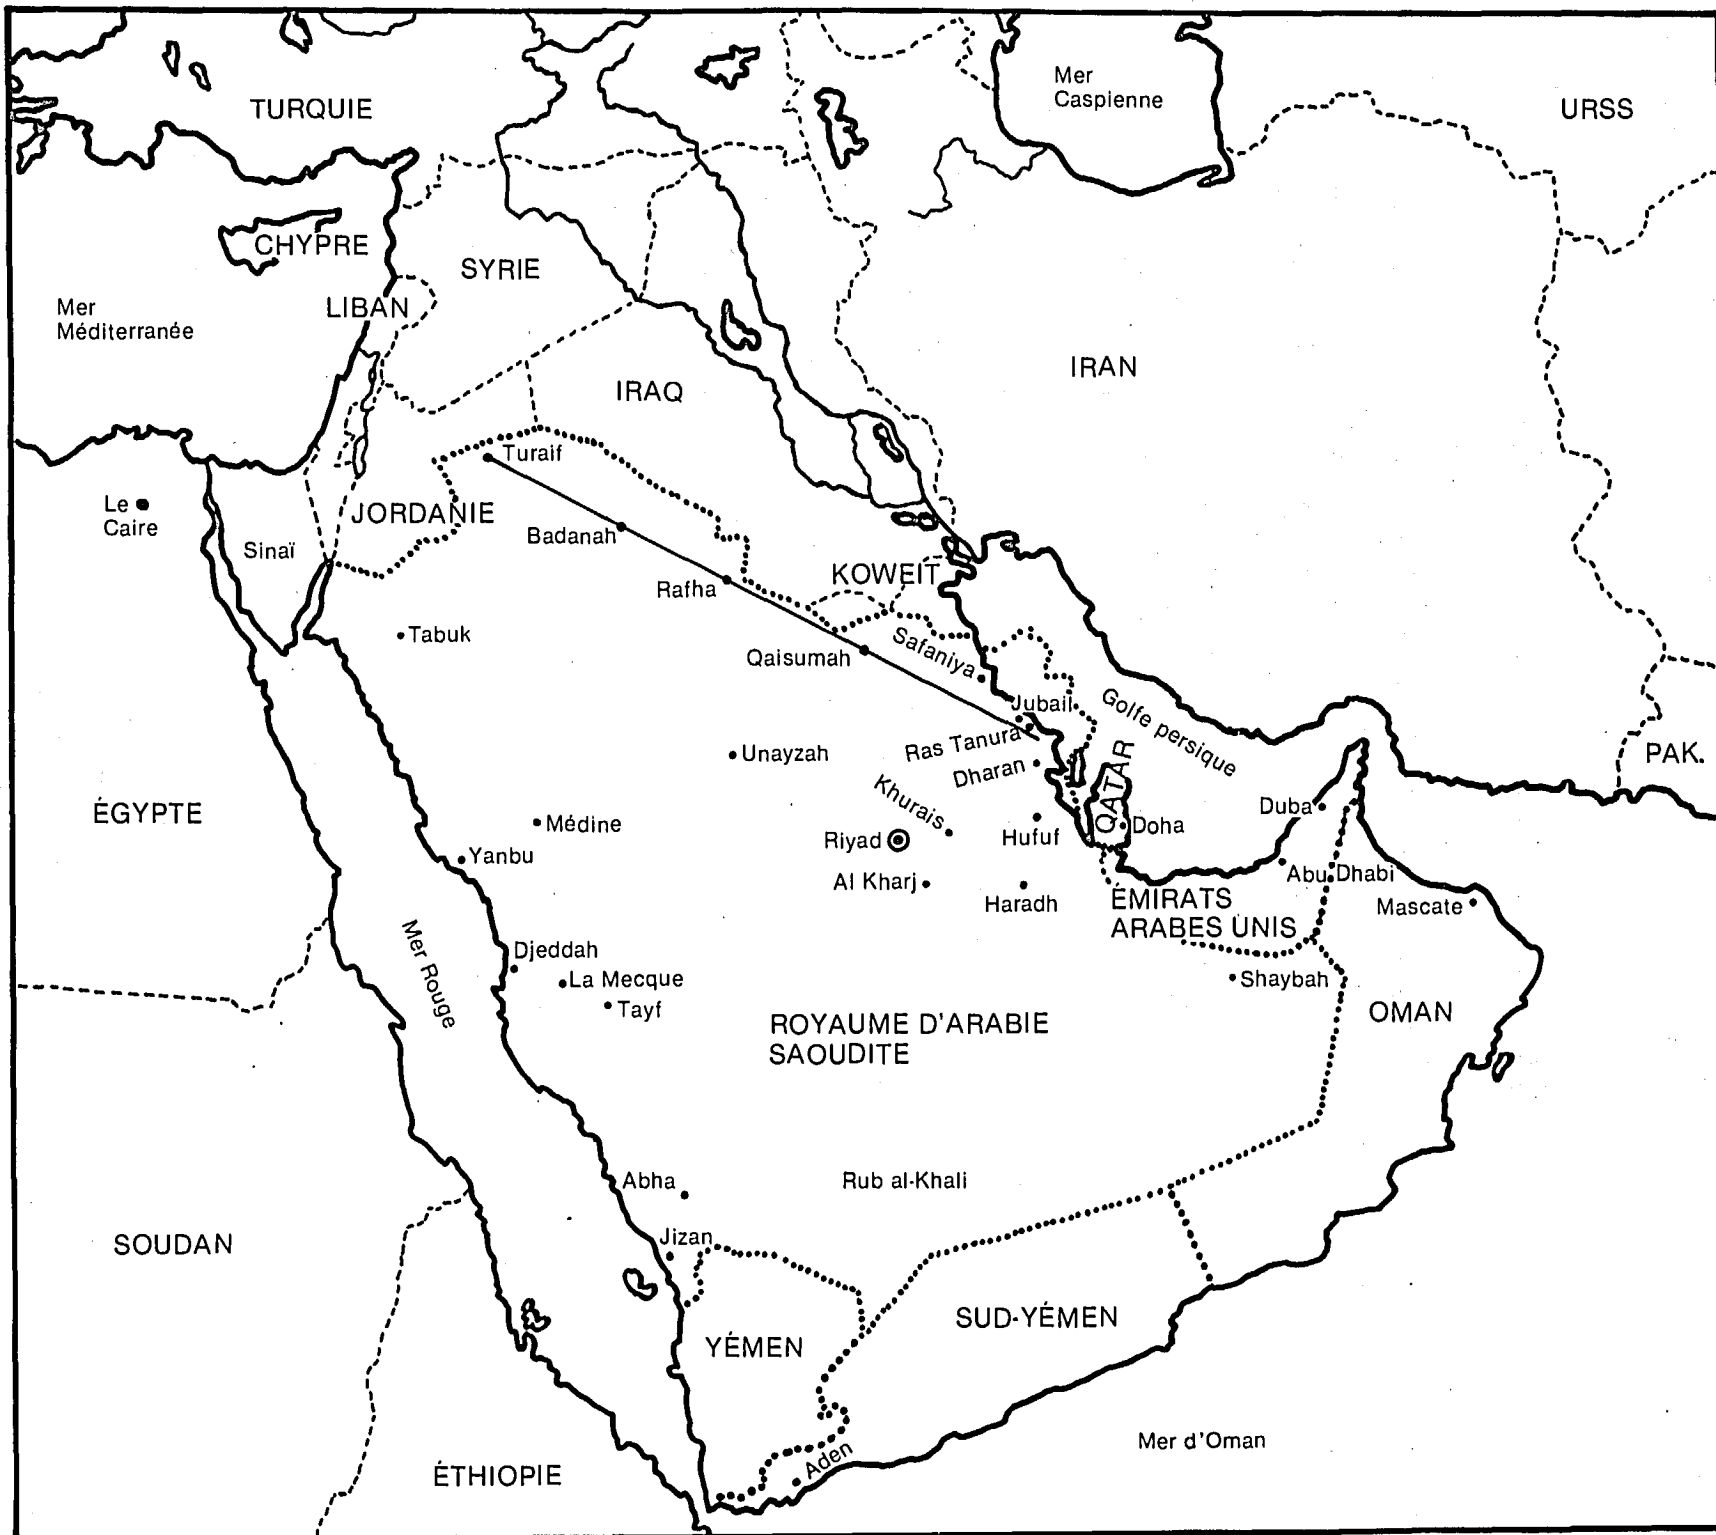 Mer
Caspienne
URSS
TURQUIE
CHYPRE
SYRIE
LIBAN
Mer
Méditerranée
IRAN
IRAQ
Turaif
Le
Caire
JORDANIE
Badanah
Sinaï
KOWEIT
Rafha
Tabuk
Safaniya
Qaisumah
Jubail
Golfe persique
Ras Tanura
Unayzah
PAK.
Dharan
QATAR
Khurais
ÉGYPTE
Duba
Médine
Doha
Riyad
Hufuf
Yanbu
Abu Dhabi
Al Kharj
Haradh
ÉMIRATS
ARABES UNIS
Mascate
Mer Rouge
Djeddah
La Mecque
Shaybah
Tayf
OMAN
ROYAUME D'ARABIE
SAOUDITE
Abha
Rub al-Khali
Jizan
SOUDAN
SUD-YÉMEN
YÉMEN
Mer d'Oman
Aden
ÉTHIOPIE